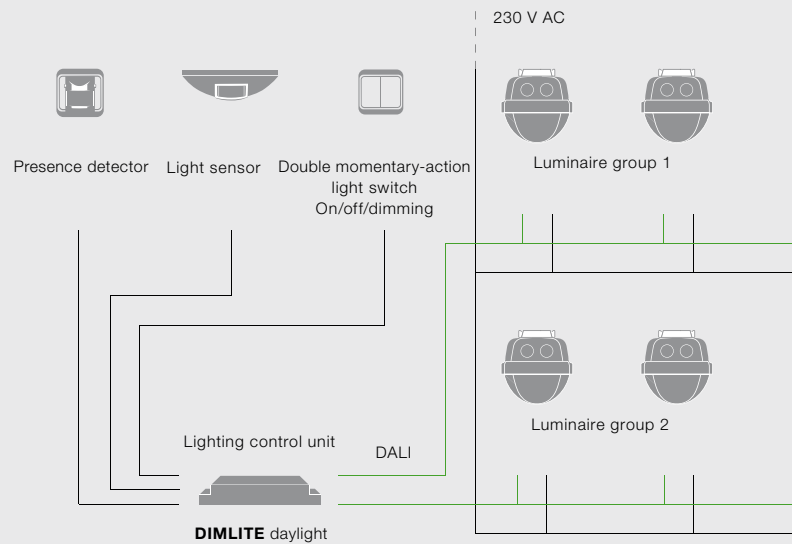 230 V AC
Presence detector
Light sensor
Double momentary-action
light switch
On/off/dimming
Luminaire group 1
Luminaire group 2
Lighting control unit
DALI
DIMLITE daylight